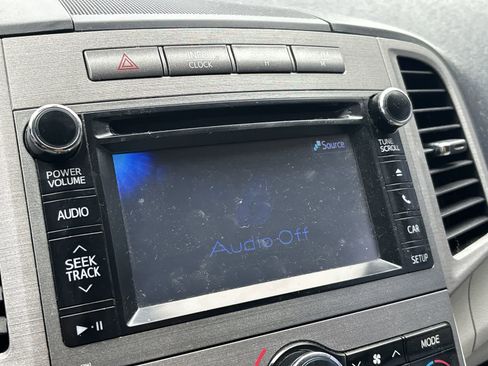 CLOCK
H
M
POWER
VOLUME
AUDIO
SEEK
TRACK
Source
Audio Off
TUNE
SCROLL
CAR
SETUP
MODE